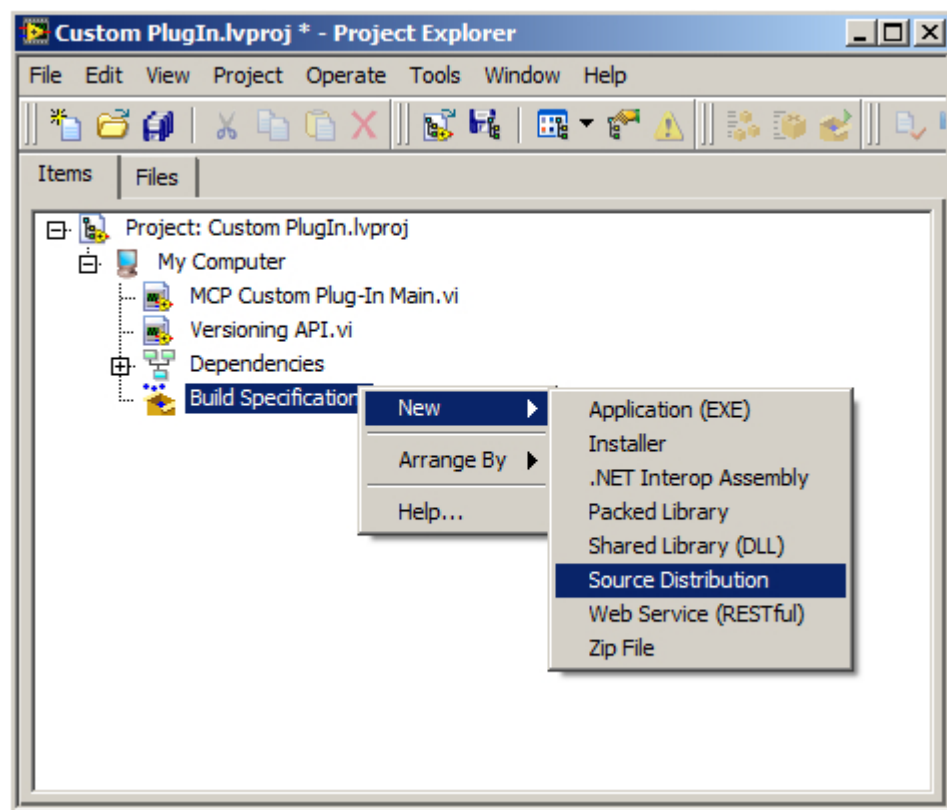 Custom PlugIn.lvproj * - Project Explorer
File Edit View Project Operate Tools Window Help
Items Files
Project: Custom PlugIn.lvproj
My Computer
MCP Custom Plug-In Main.vi
Versioning API.vi
Dependencies
Build Specification
New
Arrange By
Help...
Application (EXE)
Installer
.NET Interop Assembly
Packed Library
Shared Library (DLL)
Source Distribution
Web Service (RESTful)
Zip File